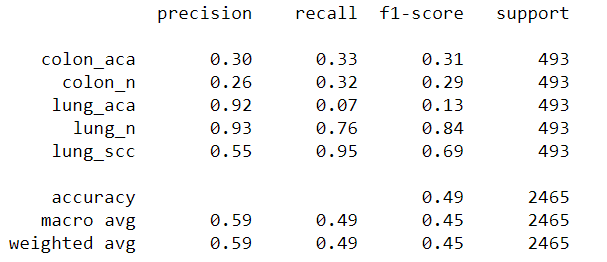 precision recall f1-score support
colon_aca 0.30 0.33 0.31 493
colon_n 0.26 0.32 0.29 493
lung_aca 0.92 0.07 0.13 493
lung_n 0.93 0.76 0.84 493
lung_scc 0.55 0.95 0.69 493
accuracy 0.49 2465
macro avg 0.59 0.49 0.45 2465
weighted avg 0.59 0.49 0.45 2465